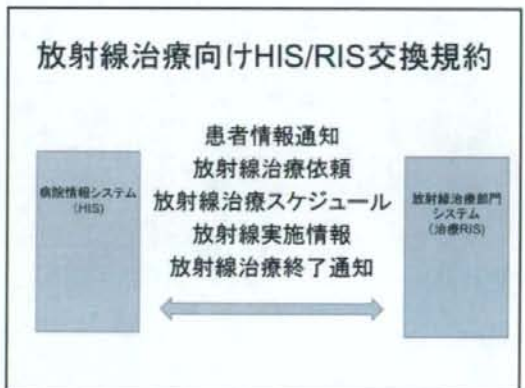 放射線治療向けHIS/RIS交換規約
患者情報通知
放射線治療依頼
放射線治療スケジュール
放射線実施情報
放射線治療終了通知
病院情報システム
(HIS)
放射線治療部門
システム
(治療RIS)